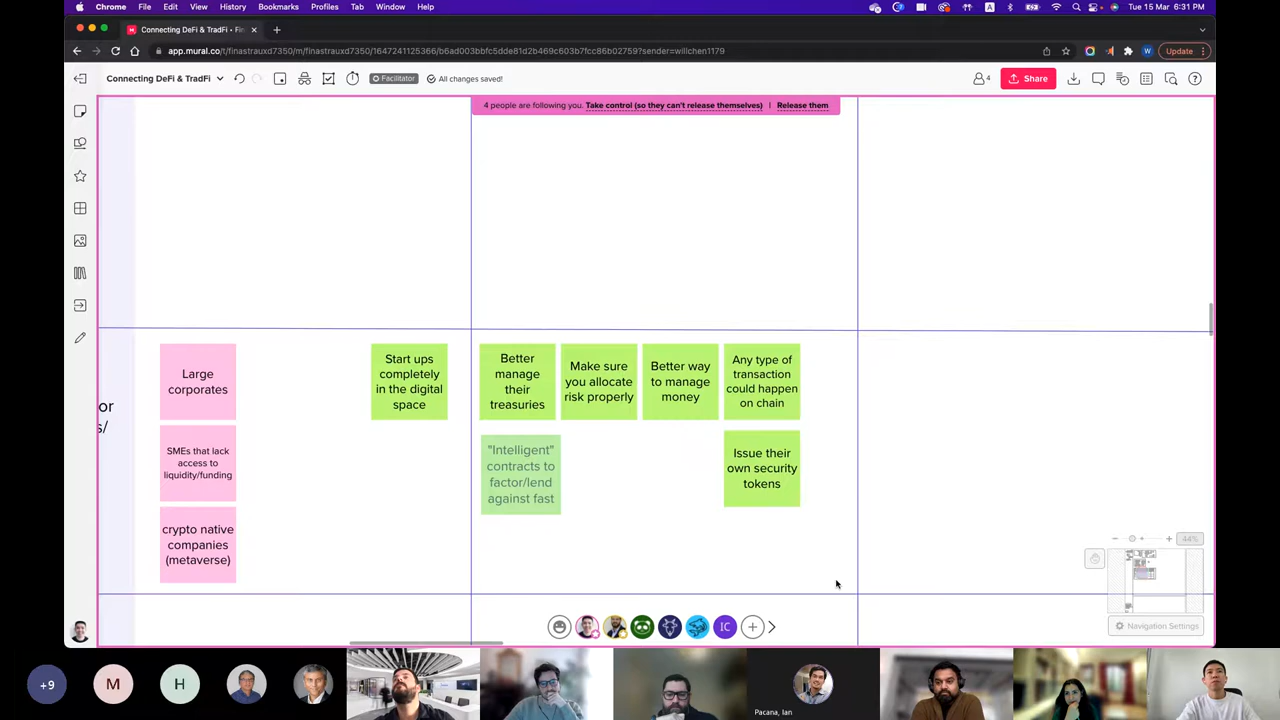 Chrome File Edit View History Bookmarks Profiles Tab Window Help
A
Tue 15 Mar 6:31 PM
Connecting DeFi & TradFi • Fin
app.mural.co/t/finastrauxd7350/m/finastrauxd7350/1647241125366/b6ad003bbfc5dde81d2b469c603b7fcc86b02759?sender=willchen1179
W
Update
Connecting DeFi & TradFi
Facilitator
All changes saved!
4
Share
4 people are following you. Take control (so they can't release themselves) | Release them
or
s/
Large
corporates
Start ups
completely
in the digital
space
Better
manage
their
treasuries
Make sure
you allocate
risk properly
Better way
to manage
money
Any type of
transaction
could happen
on chain
SMEs that lack
access to
liquidity/funding
"Intelligent"
contracts to
factor/lend
against fast
Issue their
own security
tokens
crypto native
companies
(metaverse)
44%
Navigation Settings
IC
+9
M
H
Pacana, Ian